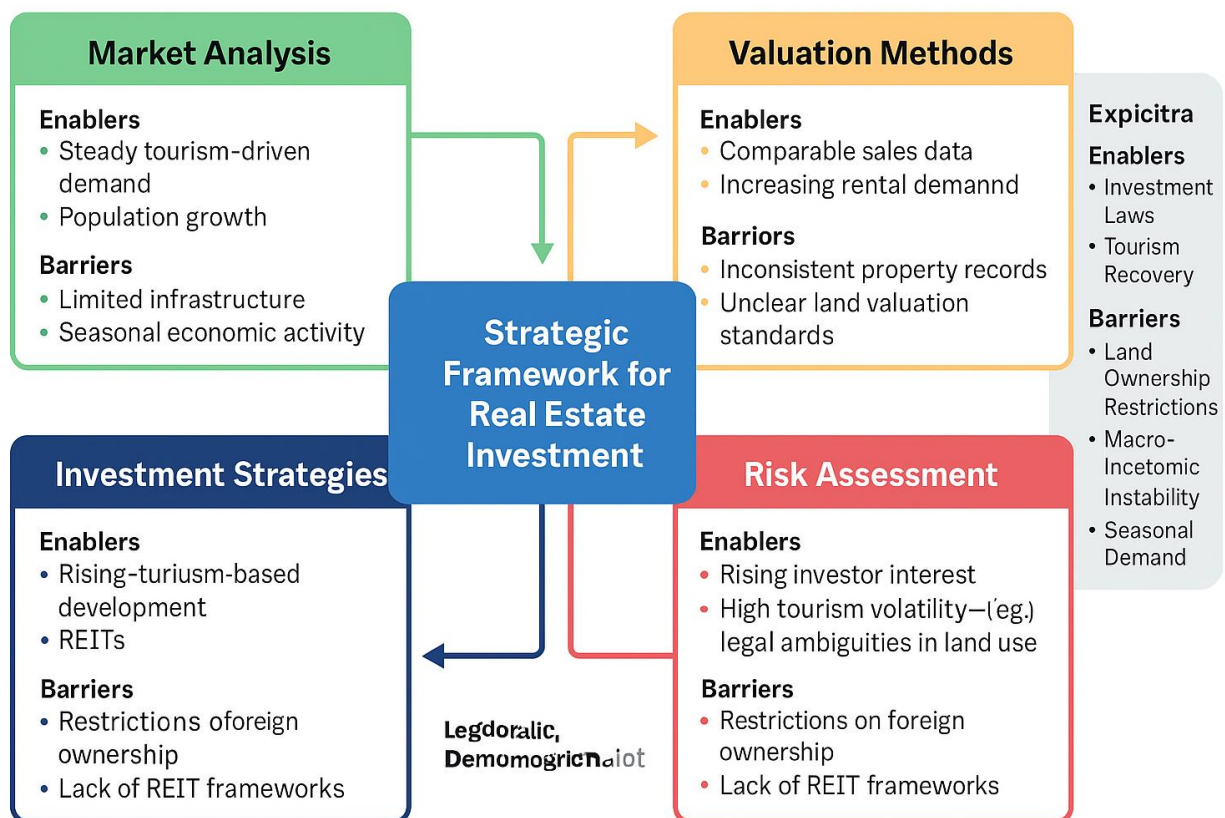 Market Analysis
Enablers
• Steady tourism-driven
demand
• Population growth
Barriers
• Limited infrastructure
• Seasonal economic activity
Valuation Methods
Enablers
• Comparable sales data
• Increasing rental demannd
Barriors
• Inconsistent property records
• Unclear land valuation
standards
Expicitra
Enablers
• Investment
Laws
• Tourism
Recovery
Barriers
• Land
Ownership
Restrictions
• Macro-
Incetomic
Instability
• Seasonal
Demand
Strategic
Framework for
Real Estate
Investment
Investment Strategies
Enablers
• Rising-turiusm-based
development
• REITs
Barriers
• Restrictions oforeign
ownership
• Lack of REIT frameworks
Risk Assessment
Enablers
• Rising investor interest
• High tourism volatility—(eg.)
legal ambiguities in land use
Barriers
• Restrictions on foreign
ownership
• Lack of REIT frameworks